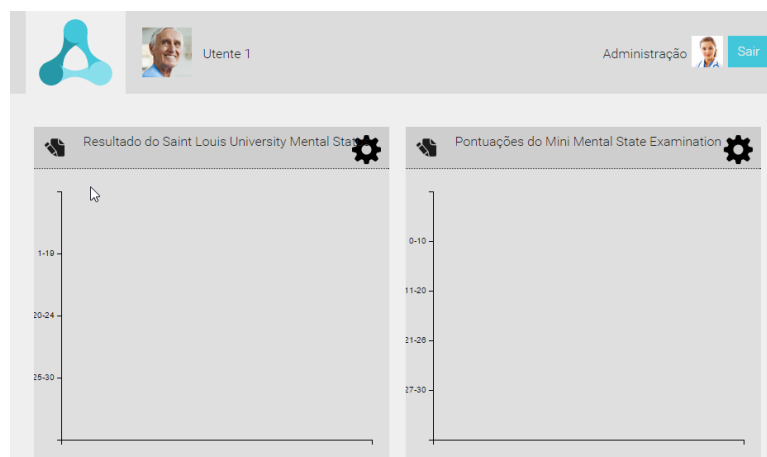 Utente 1
Administração
Sair
Resultado do Saint Louis University Mental
Pontuações do Mini Mental State Examination
1-19
20-24
25-30
0-10
11-20
21-26
27-30